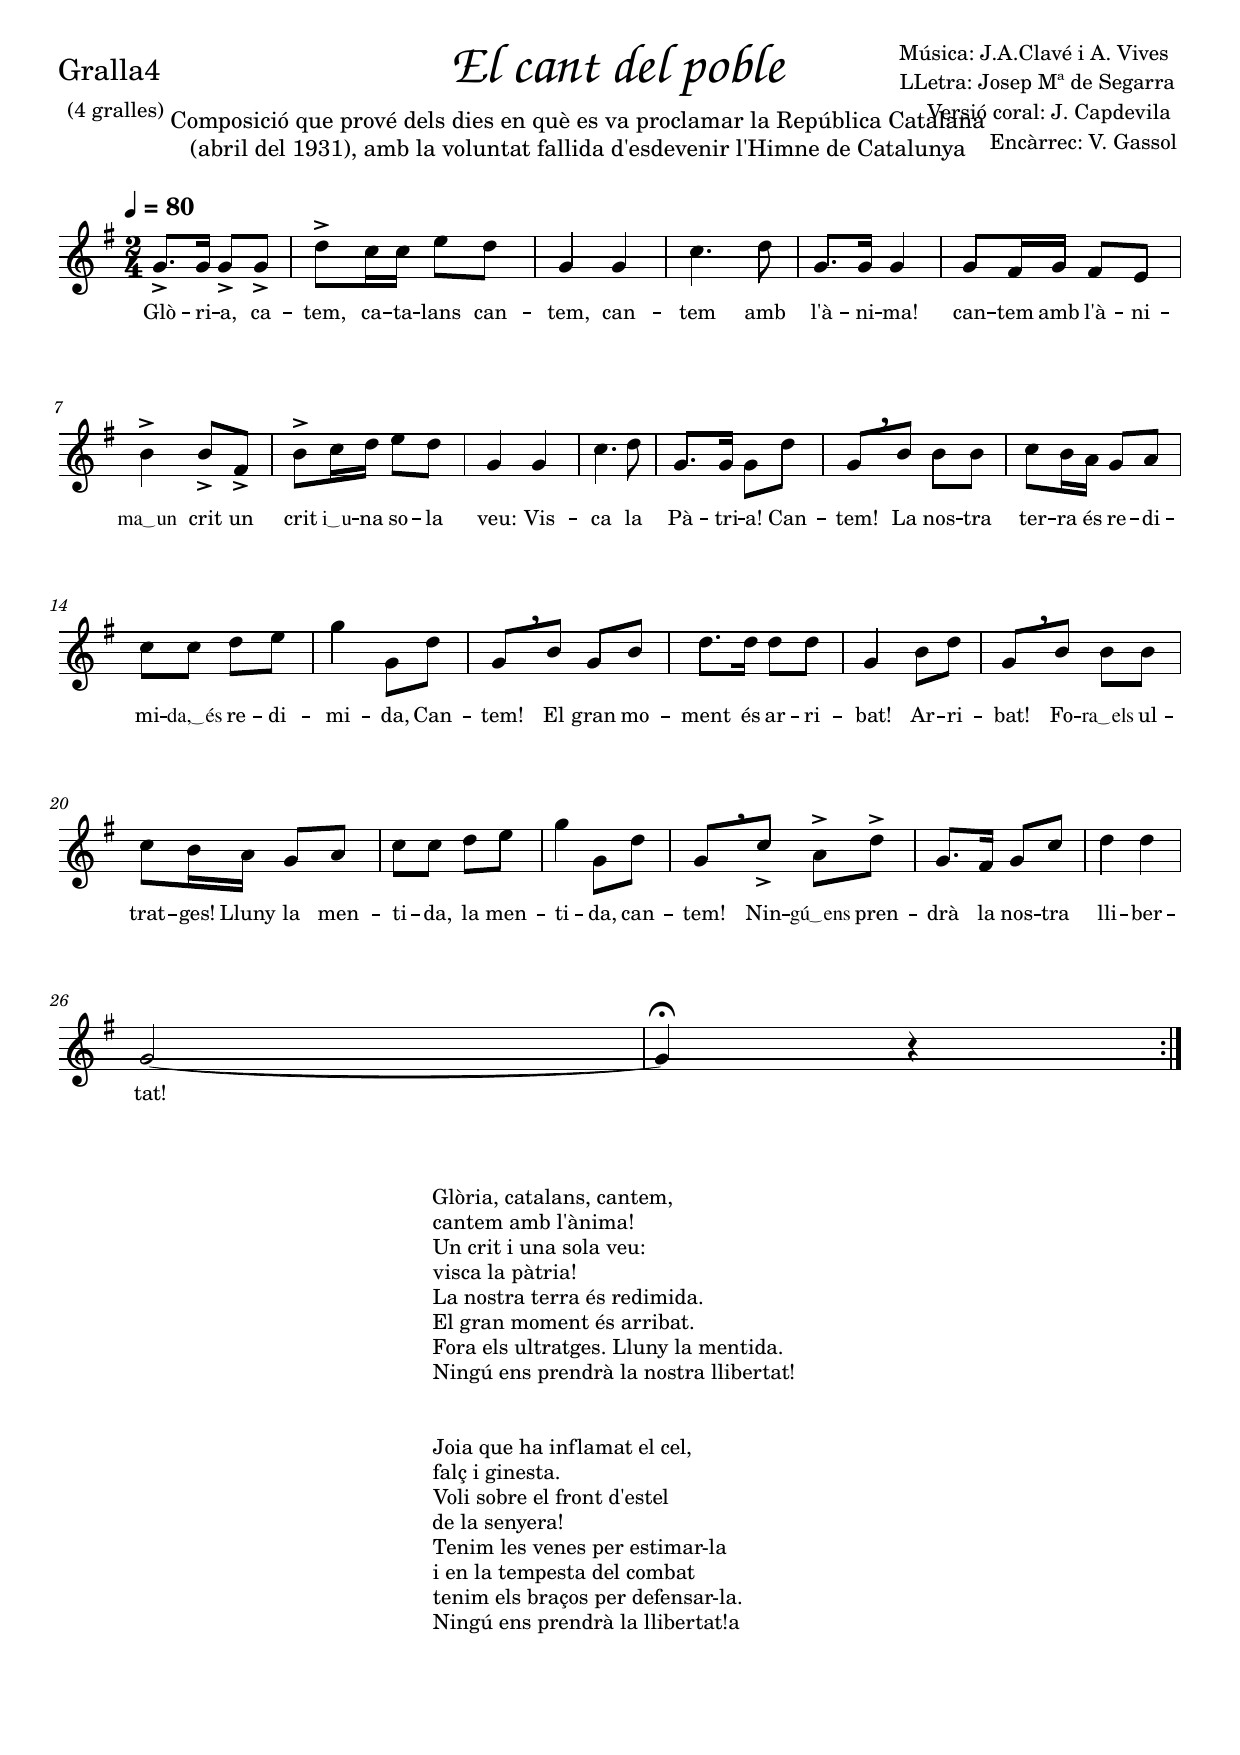 Gralla4
(4 gralles)
El cant del poble
Música: J.A.Clavé i A. Vives
LLetra: Josep Mª de Segarra
Versió coral: J. Capdevila
Encàrrec: V. Gassol
Composició que prové dels dies en què es va proclamar la República Catalana
(abril del 1931), amb la voluntat fallida d'esdevenir l'Himne de Catalunya
= 80
2
4
Glò – ri – a, ca – tem, ca – ta – lans can – tem, can – tem amb l'à – ni – ma! can – tem amb l'à – ni –
7
ma‿un crit un crit i‿u – na so – la veu: Vis – ca la Pà – tri – a! Can – tem! La nos – tra ter – ra és re – di –
14
mi – da,‿és re – di – mi – da, Can – tem! El gran mo – ment és ar – ri – bat! Ar – ri – bat! Fo – ra‿els ul –
20
trat – ges! Lluny la men – ti – da, la men – ti – da, can – tem! Nin – gú‿ens pren – drà la nos – tra lli – ber –
26
tat!
Glòria, catalans, cantem,
cantem amb l'ànima!
Un crit i una sola veu:
visca la pàtria!
La nostra terra és redimida.
El gran moment és arribat.
Fora els ultratges. Lluny la mentida.
Ningú ens prendrà la nostra llibertat!
Joia que ha inflamat el cel,
falç i ginesta.
Voli sobre el front d'estel
de la senyera!
Tenim les venes per estimar-la
i en la tempesta del combat
tenim els braços per defensar-la.
Ningú ens prendrà la llibertat!a